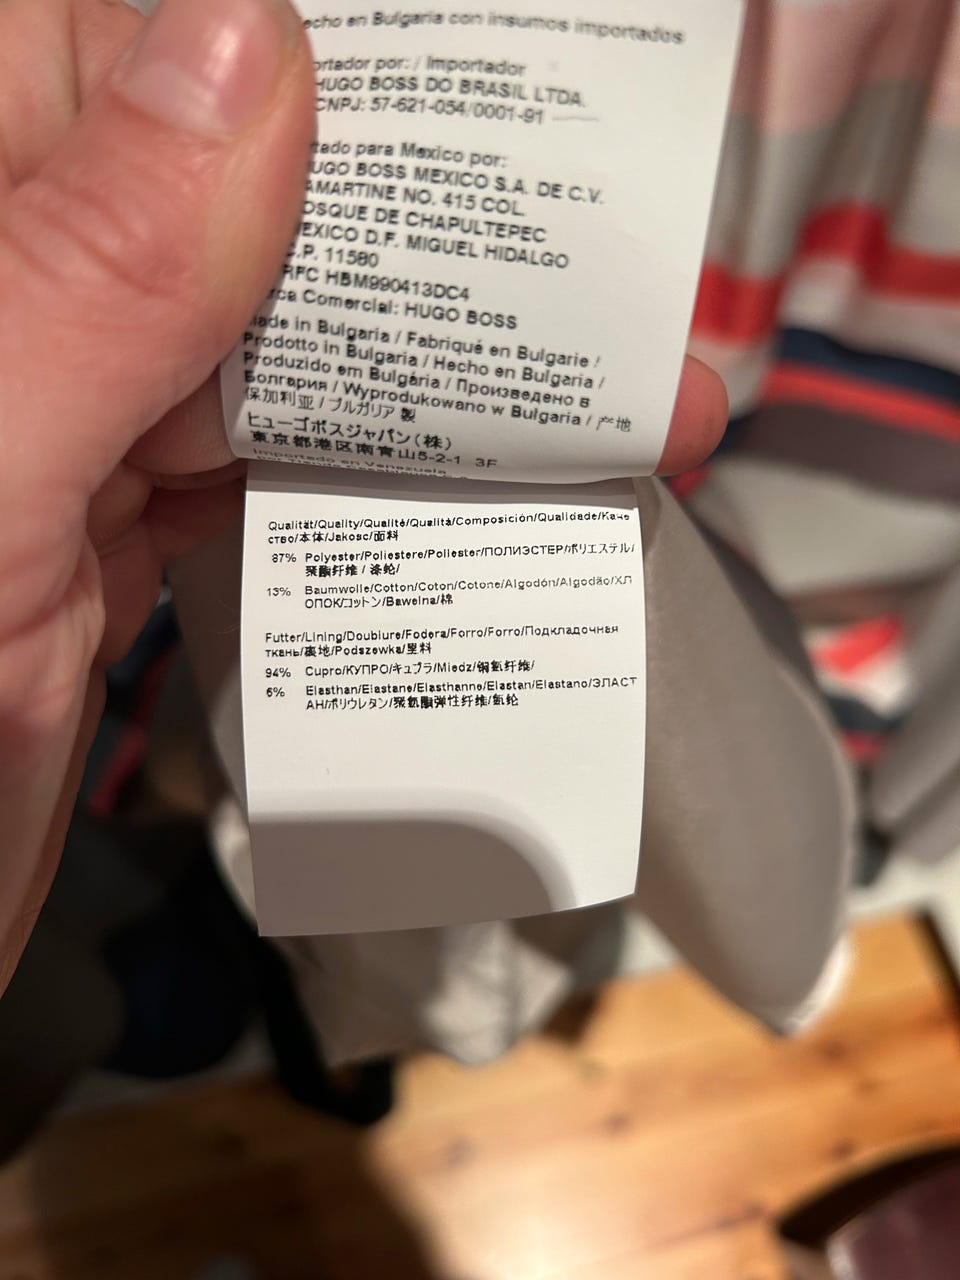 echo en Bulgaria con insumos importados
ortador por: / Importador
HUGO BOSS DO BRASIL LTDA.
CNPJ: 57-621-054/0001-91
tado para Mexico por:
UGO BOSS MEXICO S.A. DE C.V.
AMARTINE NO. 415 COL.
OSQUE DE CHAPULTEPEC
EXICO D.F. MIGUEL HIDALGO
C.P. 11580
RFC HBM990413DC4
rca Comercial: HUGO BOSS
Made in Bulgaria / Fabriqué en Bulgarie /
Prodotto in Bulgaria / Hecho en Bulgaria /
Produzido em Bulgária / Произведено в
Болгария / Wyprodukowano w Bulgaria / 产地
保加利亚 / ブルガリア 製
ヒューゴボスジャパン(株)
東京都港区南青山5-2-1 3F
Importado en Venezuela
Qualität/Quality/Qualité/Qualità/Composición/Qualidade/Каче
ство/本体/Jakosc/面料
87% Polyester/Poliestere/Poliester/ПОЛИЭСТЕР/ポリエステル/
聚酯纤维 / 涤纶/
13% Baumwolle/Cotton/Coton/Cotone/Algodón/Algodão/ХЛ
ОПОК/コットン/Bawelna/棉
Futter/Lining/Doublure/Fodera/Forro/Forro/Подкладочная
ткань/裏地/Podszewka/里料
94% Cupro/КУПРО/キュプラ/Miedz/铜氨纤维/
6% Elasthan/Elastane/Elasthanne/Elastan/Elastano/ЭЛАСТ
АН/ポリウレタン/聚氨酯弹性纤维/氨纶